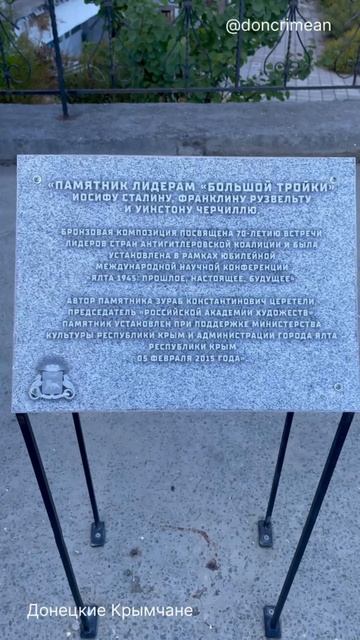 @doncrimean
«ПАМЯТНИК ЛИДЕРАМ «БОЛЬШОЙ ТРОЙКИ»
ИОСИФУ СТАЛИНУ, ФРАНКЛИНУ РУЗВЕЛЬТУ
И УИНСТОНУ ЧЕРЧИЛЛЮ.
БРОНЗОВАЯ КОМПОЗИЦИЯ ПОСВЯЩЕНА 70-ЛЕТИЮ ВСТРЕЧИ
ЛИДЕРОВ СТРАН АНТИГИТЛЕРОВСКОЙ КОАЛИЦИИ И БЫЛА
УСТАНОВЛЕНА В РАМКАХ ЮБИЛЕЙНОЙ
МЕЖДУНАРОДНОЙ НАУЧНОЙ КОНФЕРЕНЦИИ
«ЯЛТА 1945: ПРОШЛОЕ, НАСТОЯЩЕЕ, БУДУЩЕЕ»
АВТОР ПАМЯТНИКА ЗУРАБ КОНСТАНТИНОВИЧ ЦЕРЕТЕЛИ,
ПРЕДСЕДАТЕЛЬ «РОССИЙСКОЙ АКАДЕМИИ ХУДОЖЕСТВ».
ПАМЯТНИК УСТАНОВЛЕН ПРИ ПОДДЕРЖКЕ МИНИСТЕРСТВА
КУЛЬТУРЫ РЕСПУБЛИКИ КРЫМ И АДМИНИСТРАЦИИ ГОРОДА ЯЛТА
РЕСПУБЛИКИ КРЫМ
05 ФЕВРАЛЯ 2015 ГОДА».
Донецкие Крымчане